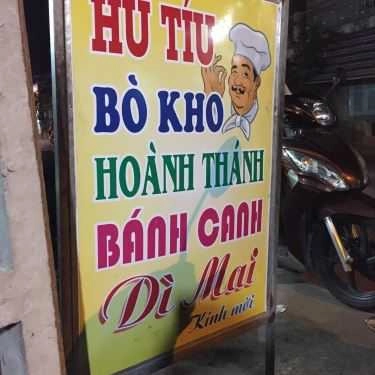 HỦ TÍU
BÒ KHO
HOÀNH THÁNH
BÁNH CANH
Dì Mai
Kính mời